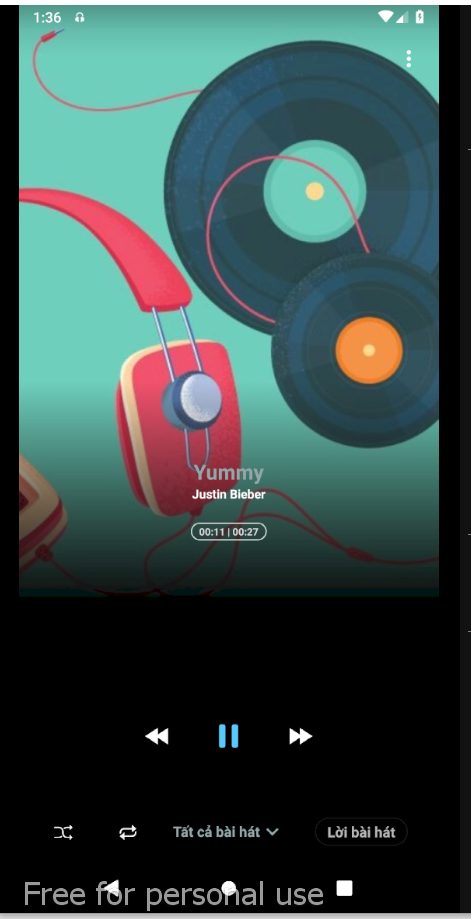 1:36
Yummy
Justin Bieber
00:11 | 00:27
Tất cả bài hát
Lời bài hát
Free for personal use